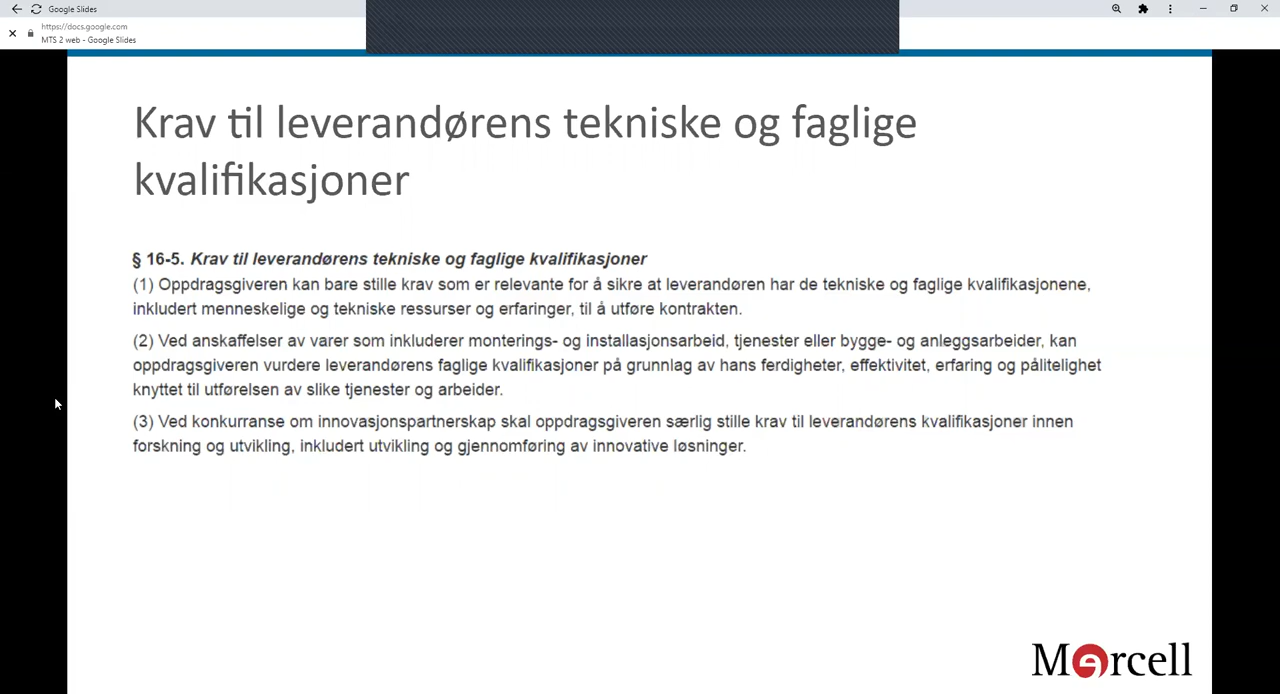 Google Slides
https://docs.google.com
MTS 2 web - Google Slides
Krav til leverandørens tekniske og faglige
kvalifikasjoner
§ 16-5. Krav til leverandørens tekniske og faglige kvalifikasjoner
(1) Oppdragsgiveren kan bare stille krav som er relevante for å sikre at leverandøren har de tekniske og faglige kvalifikasjonene,
inkludert menneskelige og tekniske ressurser og erfaringer, til å utføre kontrakten.
(2) Ved anskaffelser av varer som inkluderer monterings- og installasjonsarbeid, tjenester eller bygge- og anleggsarbeider, kan
oppdragsgiveren vurdere leverandørens faglige kvalifikasjoner på grunnlag av hans ferdigheter, effektivitet, erfaring og pålitelighet
knyttet til utførelsen av slike tjenester og arbeider.
(3) Ved konkurranse om innovasjonspartnerskap skal oppdragsgiveren særlig stille krav til leverandørens kvalifikasjoner innen
forskning og utvikling, inkludert utvikling og gjennomføring av innovative løsninger.
Mercell